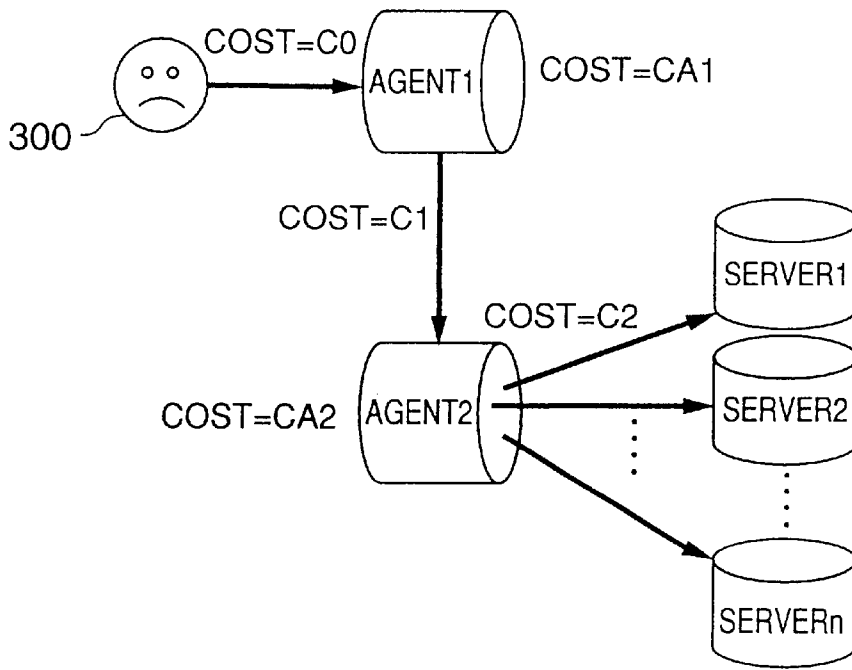 COST=C0
AGENT1
COST=CA1
300
COST=C1
SERVER1
COST=C2
AGENT2
COST=CA2
SERVER2
SERVERn